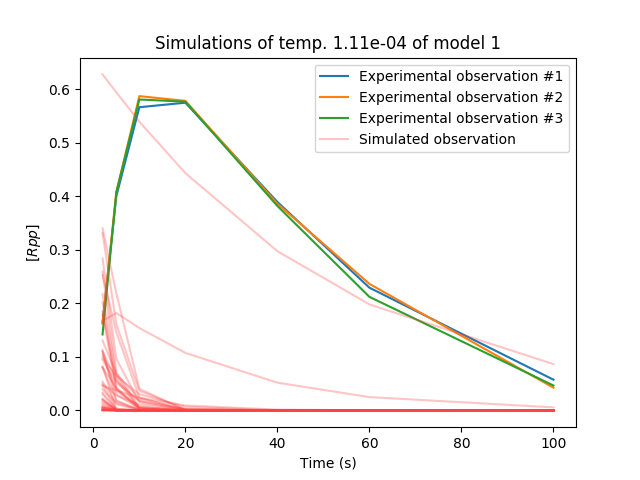 Simulations of temp. 1.11e-04 of model 1
Experimental observation #1
Experimental observation #2
Experimental observation #3
Simulated observation
[Rpp]
0.6
0.5
0.4
0.3
0.2
0.1
0.0
0 20 40 60 80 100
Time (s)